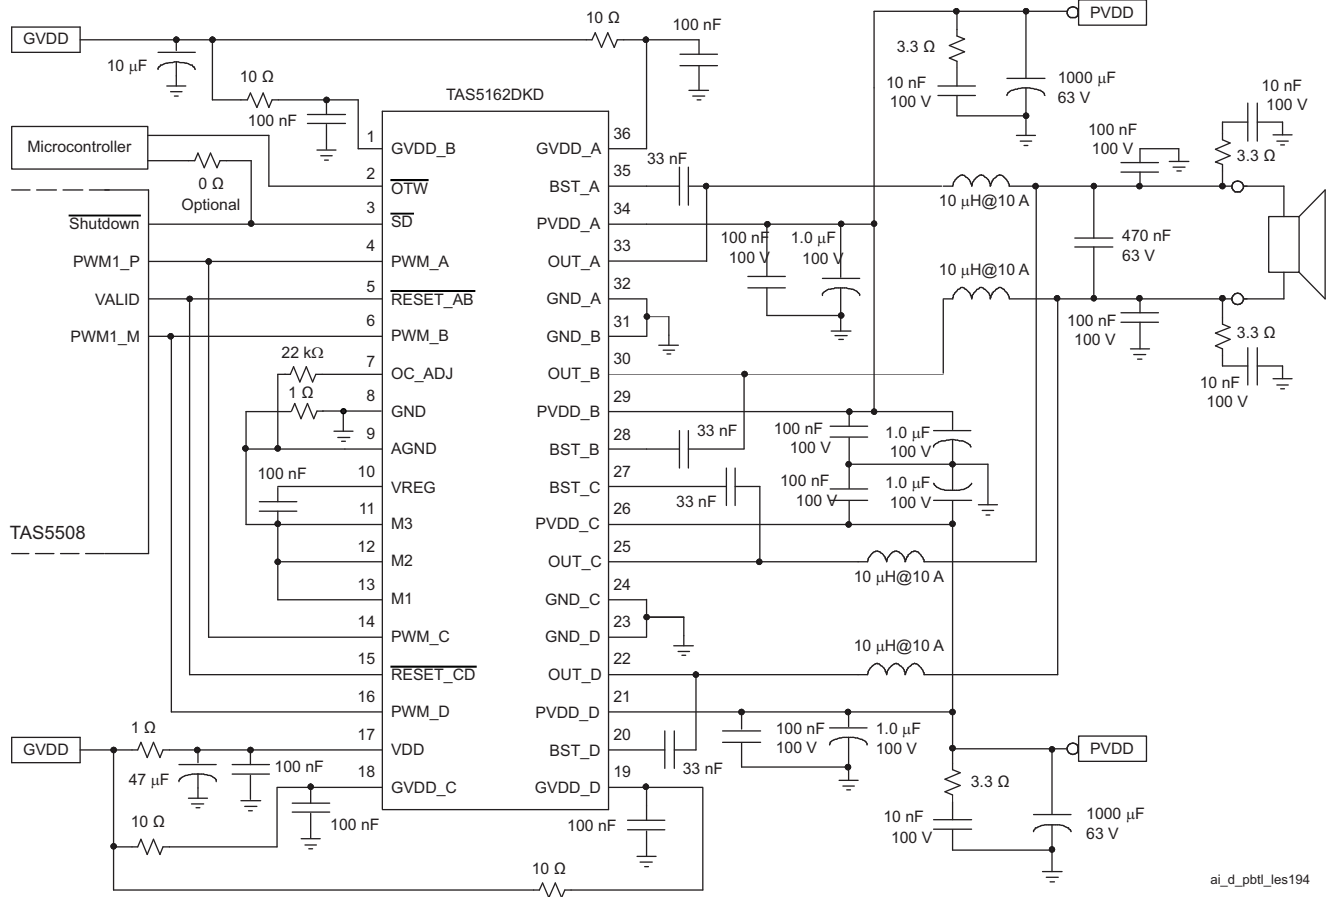 GVDD
10 µF
10 Ω
100 nF
10 Ω
100 nF
TAS5162DKD
PVDD
3.3 Ω
10 nF
100 V
1000 µF
63 V
10 nF
100 V
100 nF
100 V
3.3 Ω
Microcontroller
0 Ω
Optional
Shutdown
PWM1_P
VALID
PWM1_M
TAS5508
1
GVDD_B
2
OTW
3
SD
4
PWM_A
5
RESET_AB
6
PWM_B
22 kΩ
7
OC_ADJ
1 Ω
8
GND
9
AGND
100 nF
10
VREG
11
M3
12
M2
13
M1
14
PWM_C
15
RESET_CD
16
PWM_D
17
VDD
18
GVDD_C
36
GVDD_A
35
BST_A
34
PVDD_A
33
OUT_A
32
GND_A
31
GND_B
30
OUT_B
29
PVDD_B
28
BST_B
27
BST_C
26
PVDD_C
25
OUT_C
24
GND_C
23
GND_D
22
OUT_D
21
PVDD_D
20
BST_D
19
GVDD_D
33 nF
10 µH@10 A
100 nF
100 V
1.0 µF
100 V
10 µH@10 A
470 nF
63 V
100 nF
100 V
3.3 Ω
10 nF
100 V
33 nF
100 nF
100 V
1.0 µF
100 V
33 nF
100 nF
100 V
1.0 µF
100 V
10 µH@10 A
10 µH@10 A
100 nF
100 V
1.0 µF
100 V
33 nF
PVDD
3.3 Ω
10 nF
100 V
1000 µF
63 V
GVDD
1 Ω
47 µF
100 nF
10 Ω
100 nF
100 nF
10 Ω
ai_d_pbtl_les194